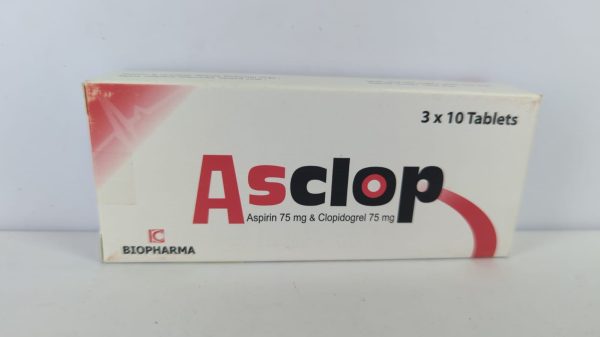 3 x 10 Tablets
Asclop
Aspirin 75 mg & Clopidogrel 75 mg
BIOPHARMA